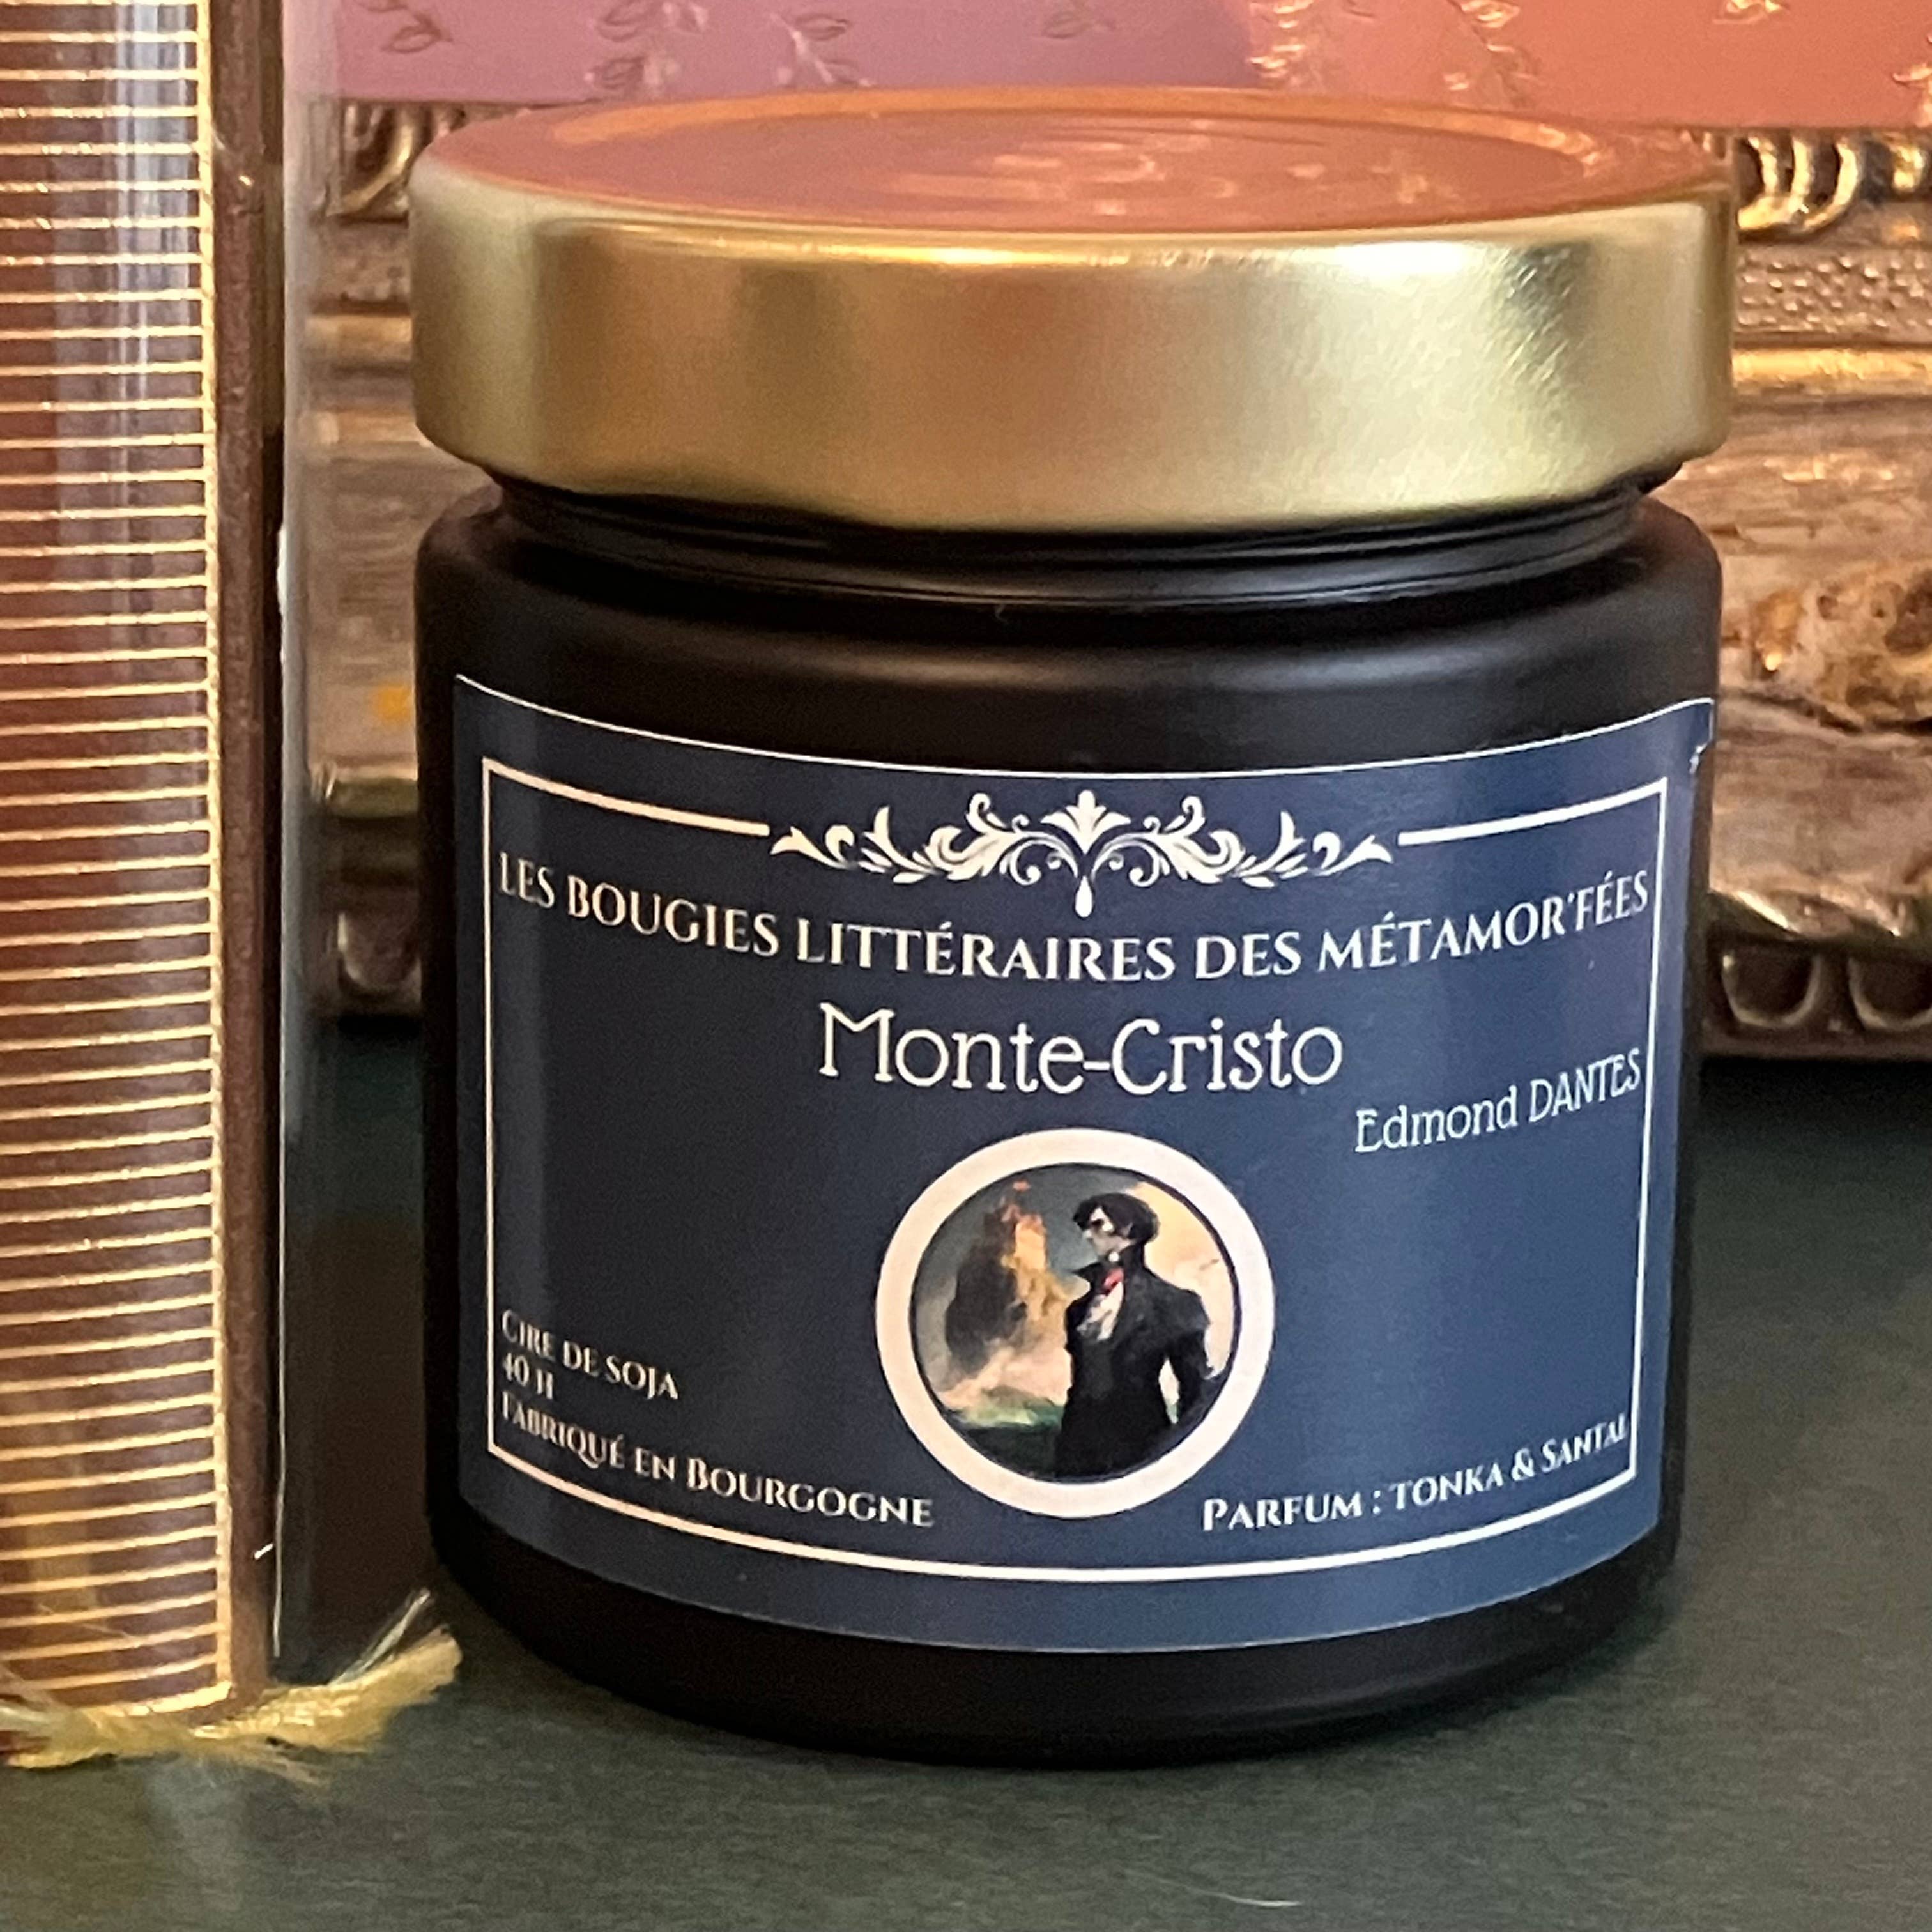 LES BOUGIES LITTÉRAIRES DES MÉTAMOR'FÉES
Monte-Cristo
Edmond DANTES
CIRE DE SOJA
40 H
FABRIQUÉ EN BOURGOGNE
PARFUM : TONKA & SANTAL